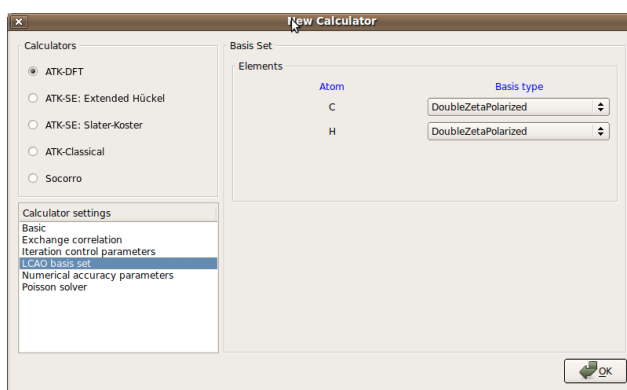 New Calculator
Calculators
ATK-DFT
ATK-SE: Extended Hückel
ATK-SE: Slater-Koster
ATK-Classical
Socorro
Calculator settings
Basic
Exchange correlation
Iteration control parameters
LCAO basis set
Numerical accuracy parameters
Poisson solver
Basis Set
Elements
Atom Basis type
C DoubleZetaPolarized
H DoubleZetaPolarized
OK